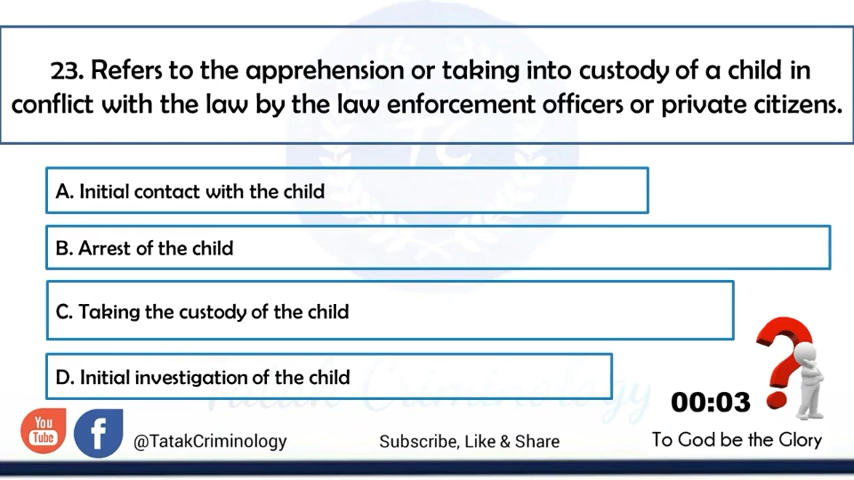 23. Refers to the apprehension or taking into custody of a child in
conflict with the law by the law enforcement officers or private citizens.
TC
A. Initial contact with the child
B. Arrest of the child
C. Taking the custody of the child
D. Initial investigation of the child
Tatak Criminology
00:03
You
Tube
f
@TatakCriminology
Subscribe, Like & Share
To God be the Glory